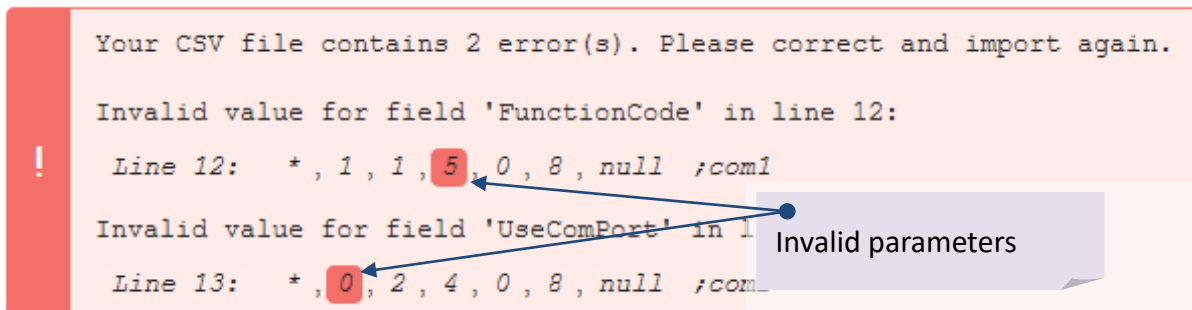 Your CSV file contains 2 error(s). Please correct and import again.
Invalid value for field 'FunctionCode' in line 12:
!
Line 12: * , 1 , 1 , 5 , 0 , 8 , null ;com1
Invalid value for field 'UseComPort' in
Invalid parameters
Line 13: * , 0 , 2 , 4 , 0 , 8 , null